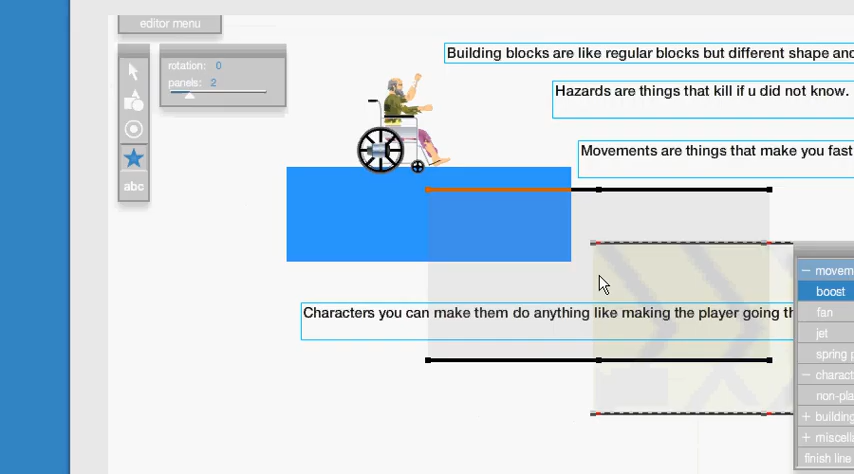 editor menu
rotation: 0
panels: 2
abc
Building blocks are like regular blocks but different shape and
Hazards are things that kill if u did not know.
Movements are things that make you fast
Characters you can make them do anything like making the player going th
− movem
boost
fan
jet
spring p
− charact
non-pla
+ building
+ miscella
finish line